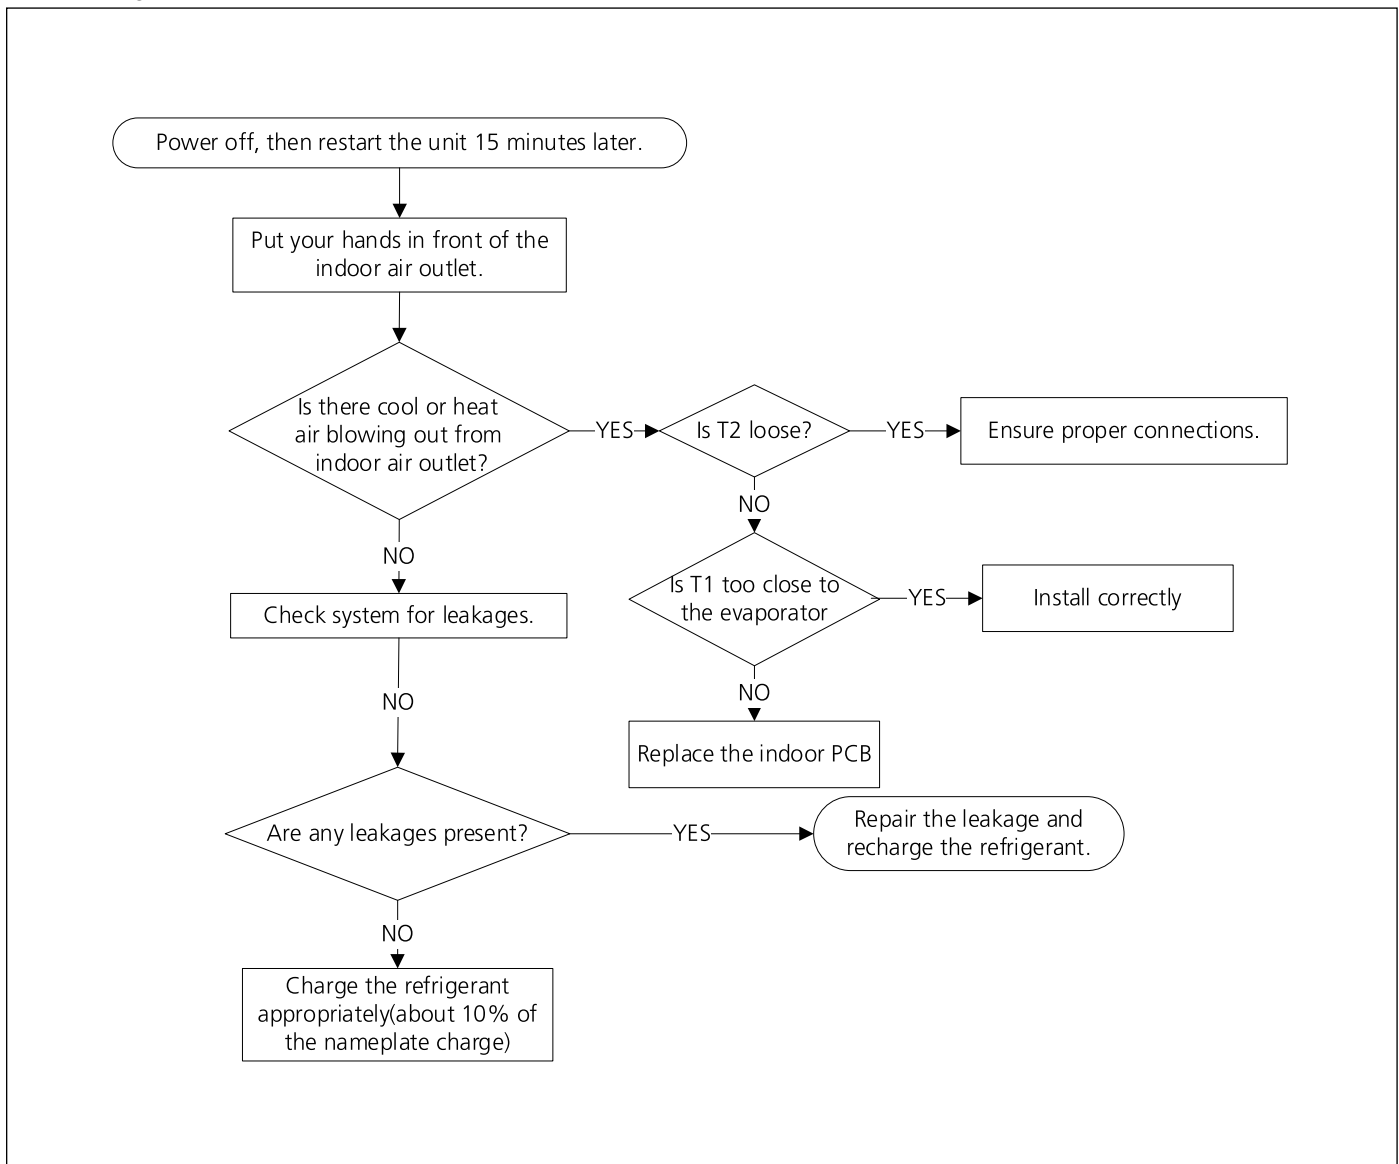 Power off, then restart the unit 15 minutes later.
Put your hands in front of the
indoor air outlet.
Is there cool or heat
air blowing out from
indoor air outlet?
YES
Is T2 loose?
YES
Ensure proper connections.
NO
NO
Is T1 too close to
the evaporator
YES
Install correctly
Check system for leakages.
NO
NO
Replace the indoor PCB
Are any leakages present?
YES
Repair the leakage and
recharge the refrigerant.
NO
Charge the refrigerant
appropriately(about 10% of
the nameplate charge)